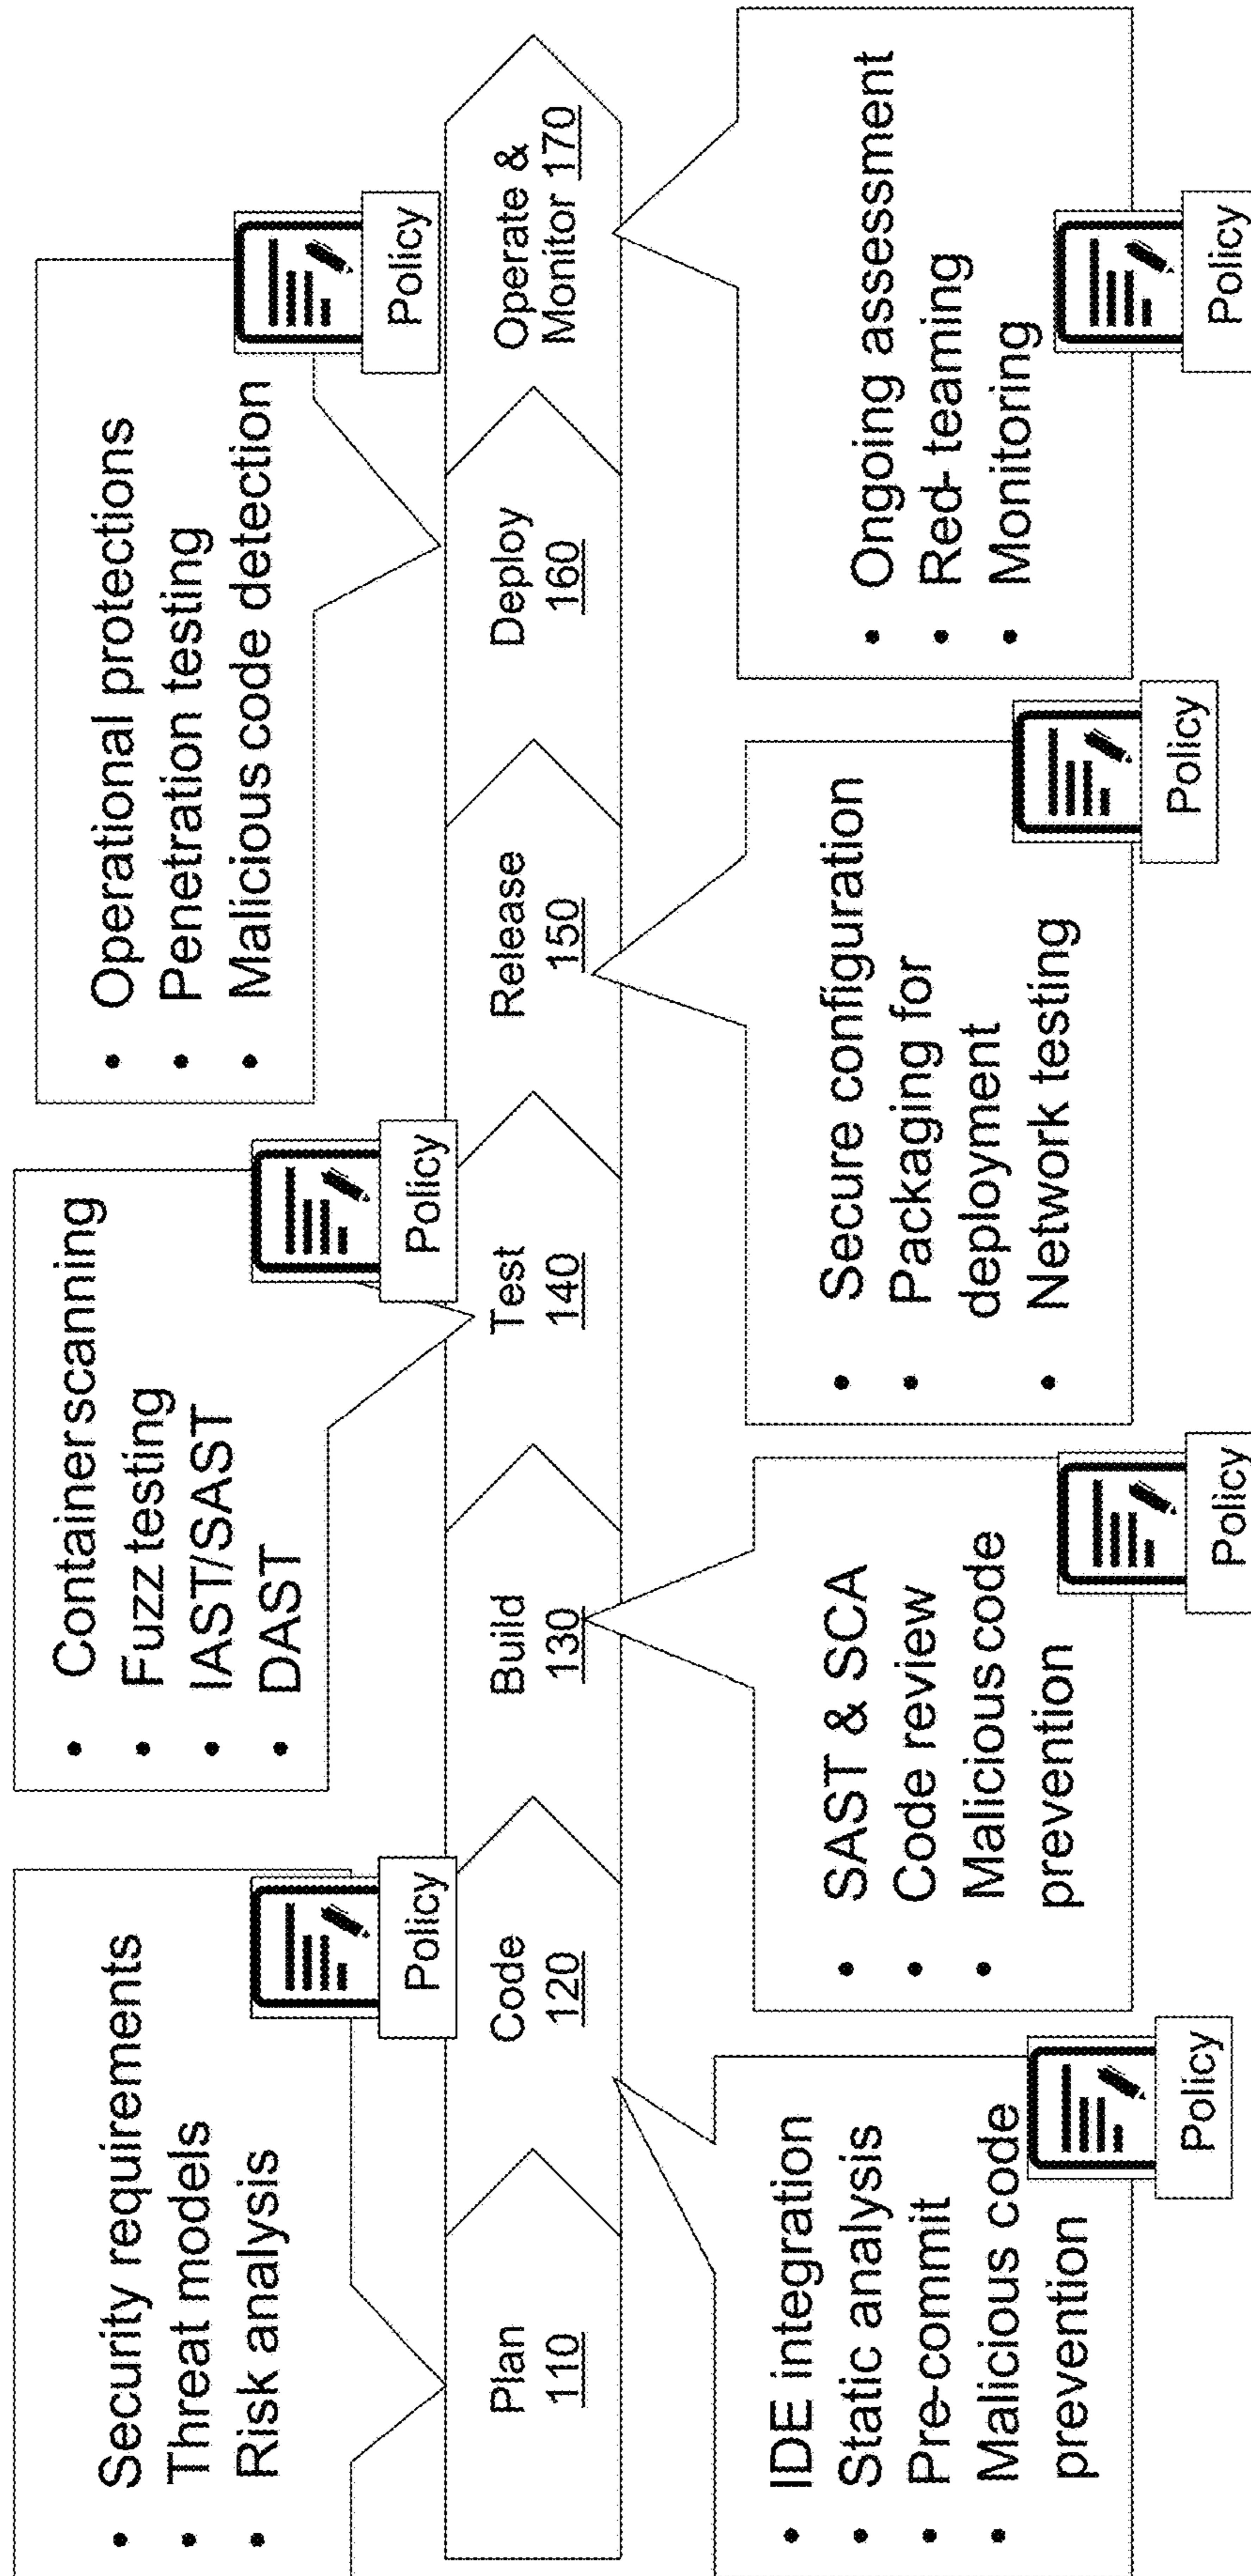 • Security requirements
• Threat models
• Risk analysis
Policy
• Container scanning
• Fuzz testing
• IAST/SAST
• DAST
Policy
• Operational protections
• Penetration testing
• Malicious code detection
Policy
Plan
110
Code
120
Build
130
Test
140
Release
150
Deploy
160
Operate &
Monitor 170
• IDE integration
• Static analysis
• Pre-commit
• Malicious code
prevention
Policy
• SAST & SCA
• Code review
• Malicious code
prevention
Policy
• Secure configuration
• Packaging for
deployment
• Network testing
Policy
• Ongoing assessment
• Red- teaming
• Monitoring
Policy